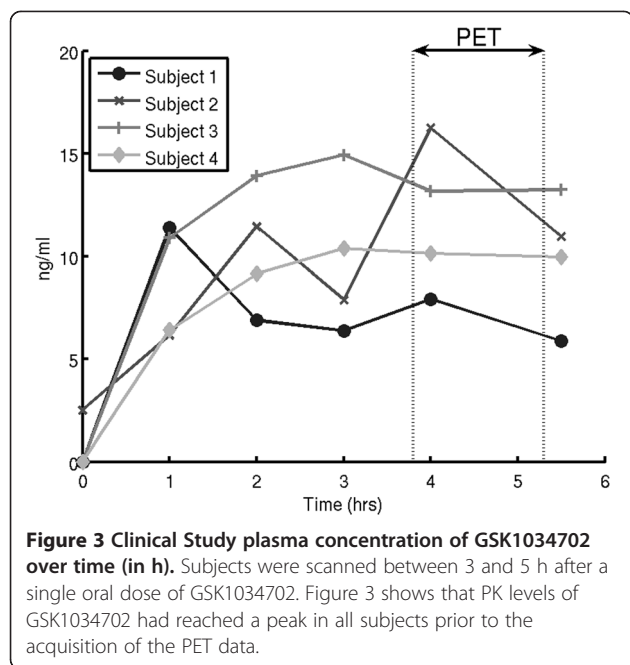 PET
20
15
10
5
0
ng/ml
Subject 1
Subject 2
Subject 3
Subject 4
0 1 2 3 4 5 6
Time (hrs)
Figure 3 Clinical Study plasma concentration of GSK1034702
over time (in h). Subjects were scanned between 3 and 5 h after a
single oral dose of GSK1034702. Figure 3 shows that PK levels of
GSK1034702 had reached a peak in all subjects prior to the
acquisition of the PET data.